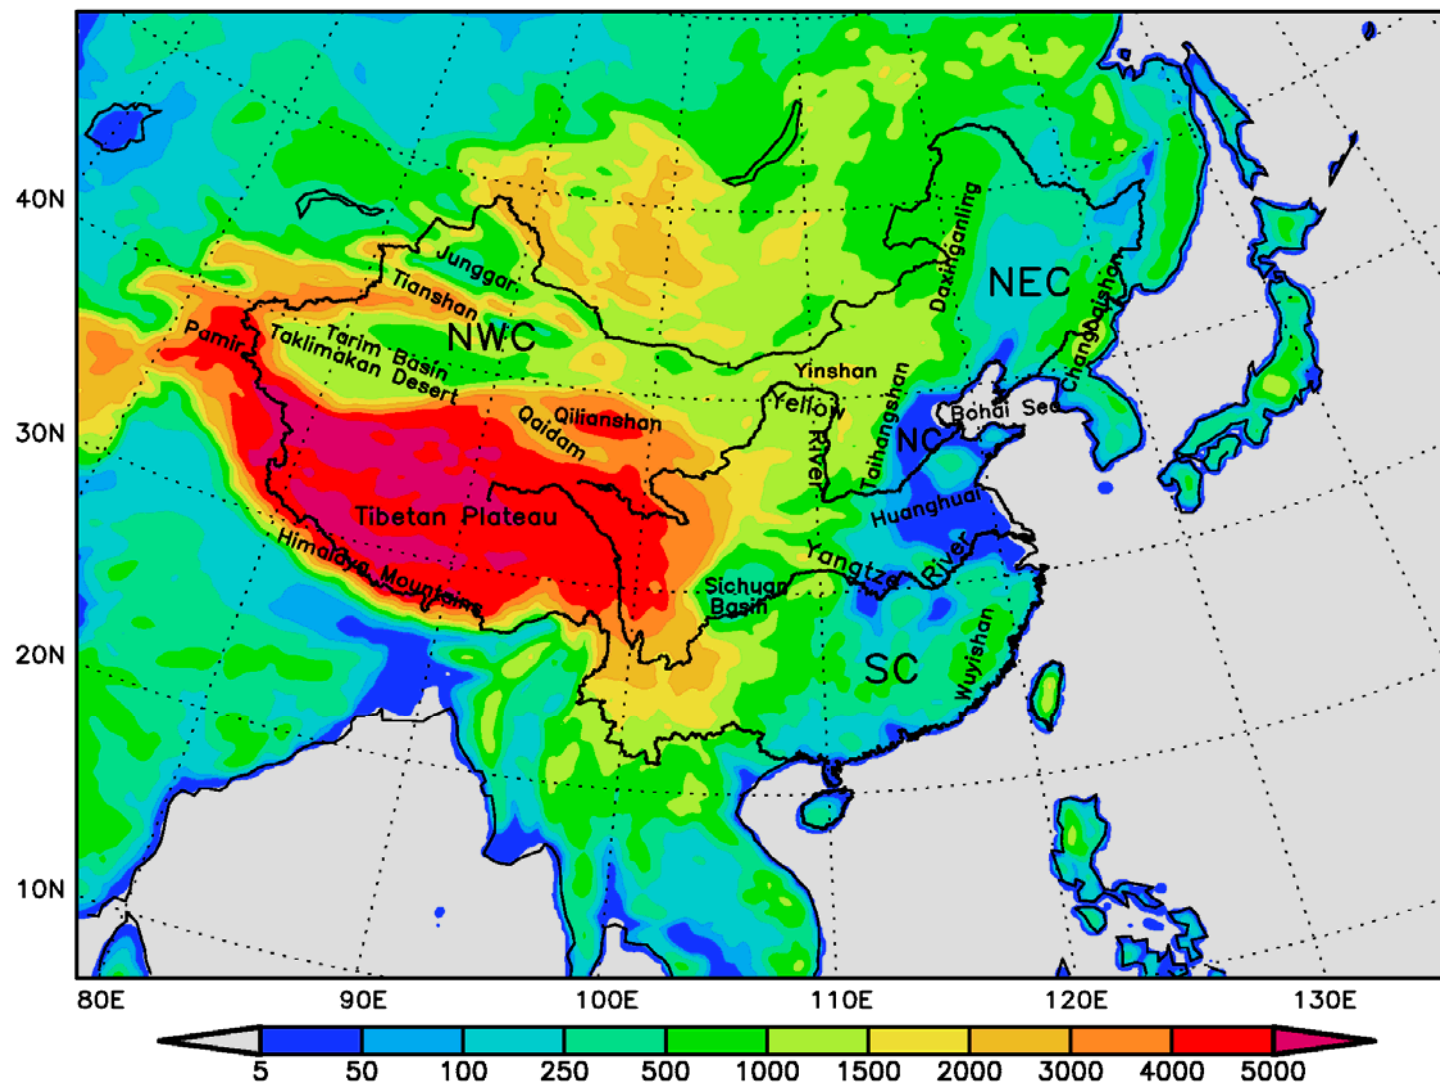 40N
30N
20N
10N
Junggar
Tianshan
NWC
Pamir
Tarim Basin
Taklimakan Desert
Qilianshan
Qaidam
Tibetan Plateau
Himalaya Mountains
Daxinganling
NEC
Changbaishan
Yinshan
Yellow
River
Taihangshan
Bohai Sea
NC
Huanghuai
Yangtze
River
Sichuan
Basin
SC
Wuyishan
80E 90E 100E 110E 120E 130E
5 50 100 250 500 1000 1500 2000 3000 4000 5000